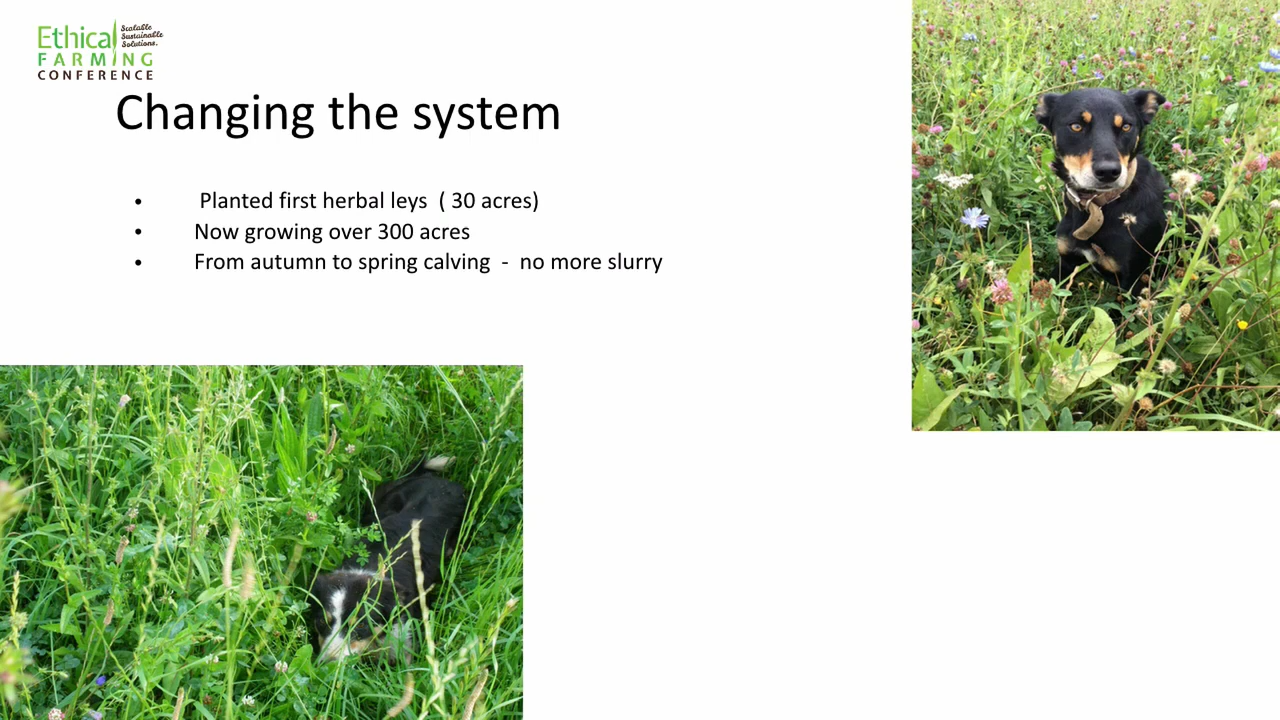 Ethical
Scalable
Sustainable
Solutions.
FARMING
CONFERENCE
Changing the system
• Planted first herbal leys ( 30 acres)
• Now growing over 300 acres
• From autumn to spring calving - no more slurry